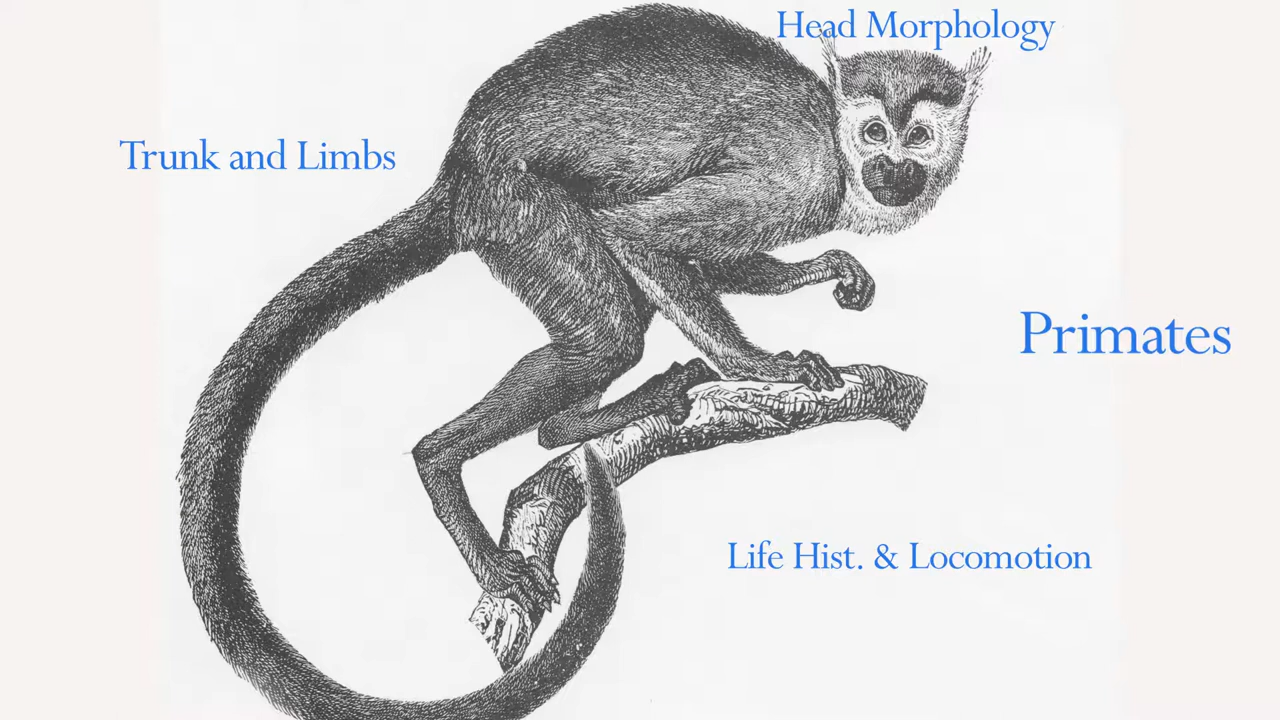 Head Morphology
Trunk and Limbs
Primates
Life Hist. & Locomotion